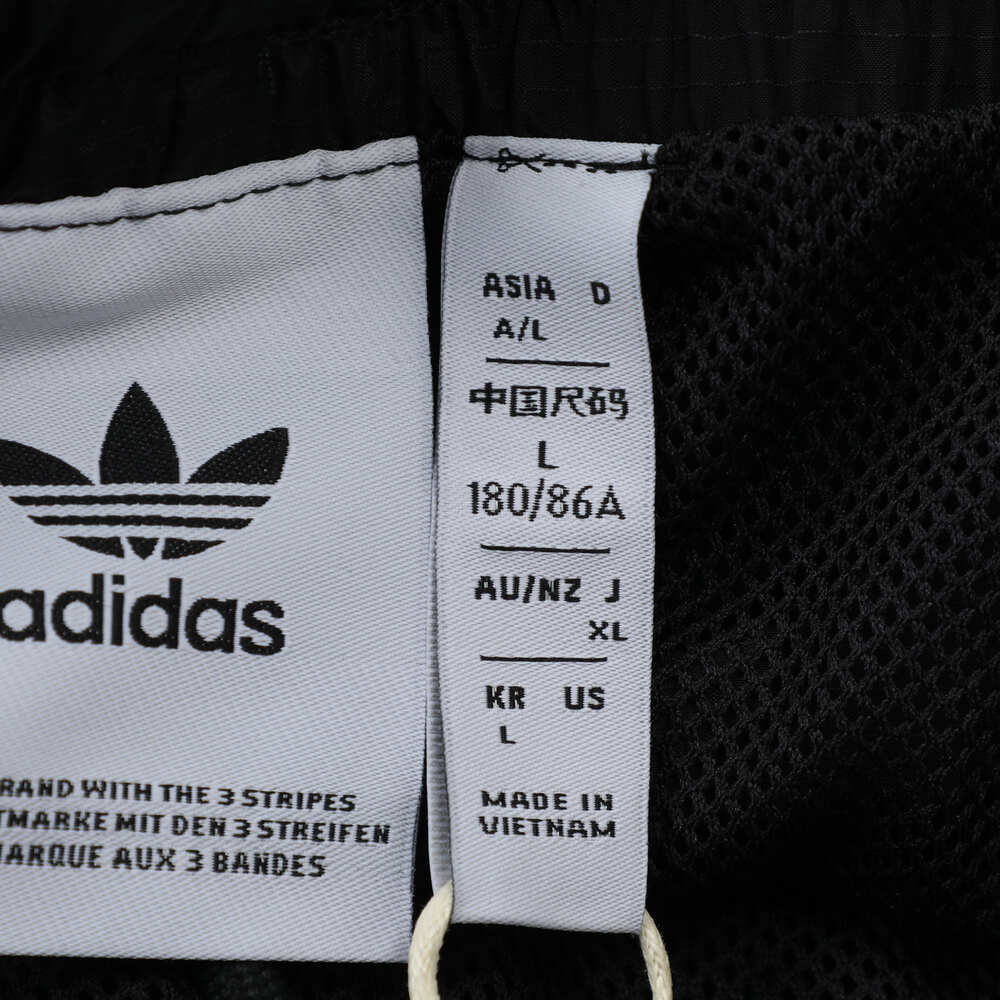 adidas
RAND WITH THE 3 STRIPES
TMARKE MIT DEN 3 STREIFEN
MARQUE AUX 3 BANDES
ASIA D
A/L
中国尺码
L
180/86A
AU/NZ J
XL
KR US
L
MADE IN
VIETNAM